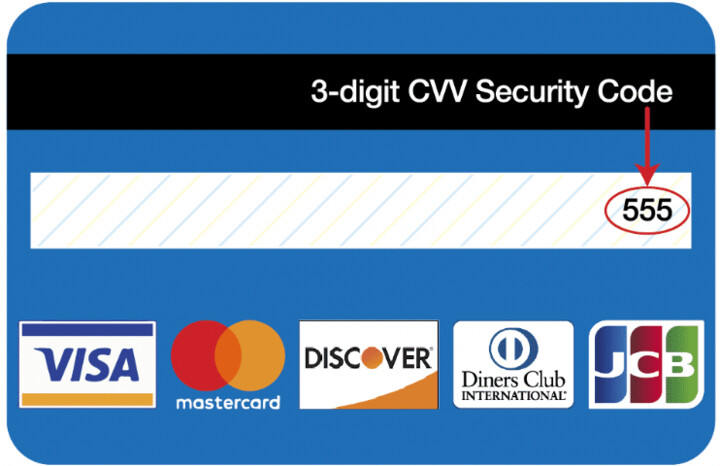 3-digit CVV Security Code
555
VISA
mastercard
DISCOVER®
Diners Club
INTERNATIONAL®
JCB